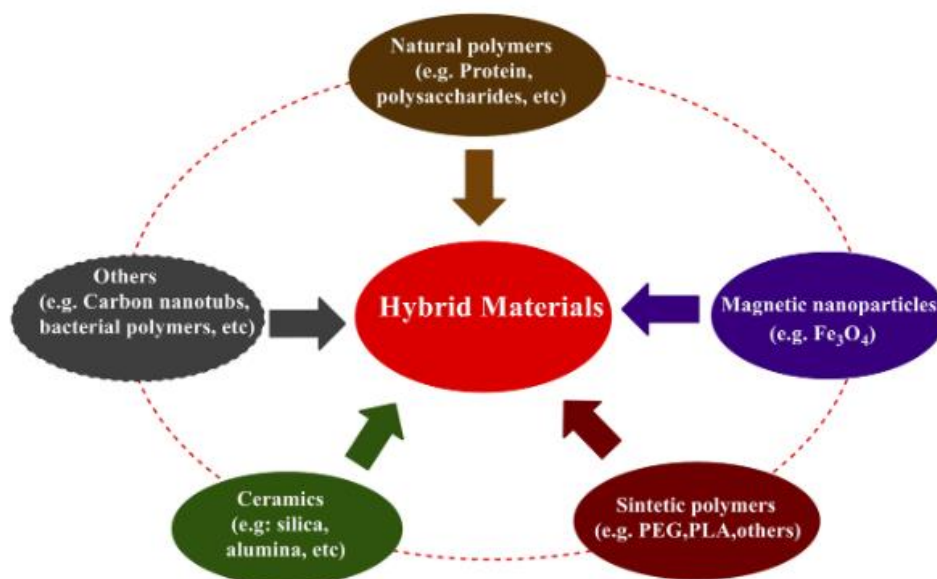 Natural polymers
(e.g. Protein,
polysaccharides, etc)
Others
(e.g. Carbon nanotubs,
bacterial polymers, etc)
Hybrid Materials
Magnetic nanoparticles
(e.g. Fe₃O₄)
Ceramics
(e.g: silica,
alumina, etc)
Sintetic polymers
(e.g. PEG,PLA,others)